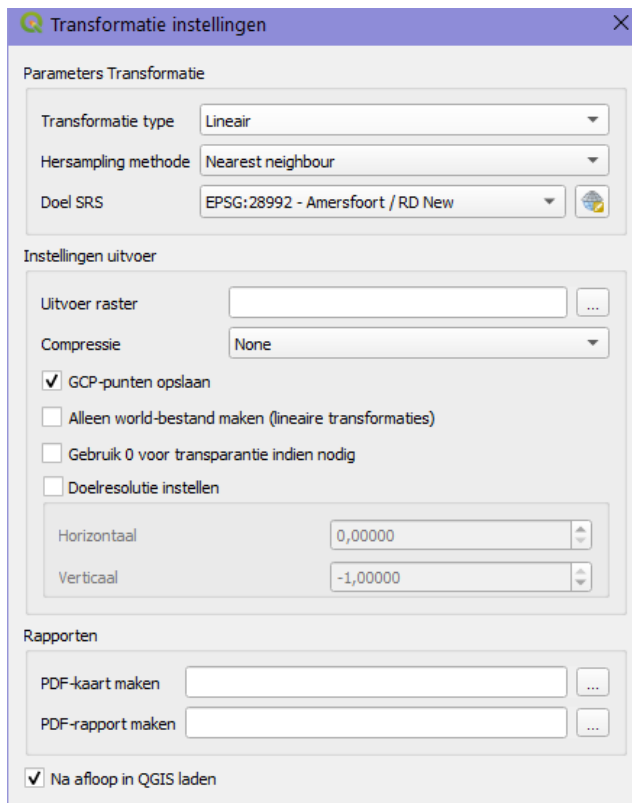 Transformatie instellingen
Parameters Transformatie
Transformatie type Lineair
Hersampling methode Nearest neighbour
Doel SRS EPSG:28992 - Amersfoort / RD New
Instellingen uitvoer
Uitvoer raster ...
Compressie None
GCP-punten opslaan
Alleen world-bestand maken (lineaire transformaties)
Gebruik 0 voor transparantie indien nodig
Doelresolutie instellen
Horizontaal 0,00000
Verticaal -1,00000
Rapporten
PDF-kaart maken ...
PDF-rapport maken ...
Na afloop in QGIS laden